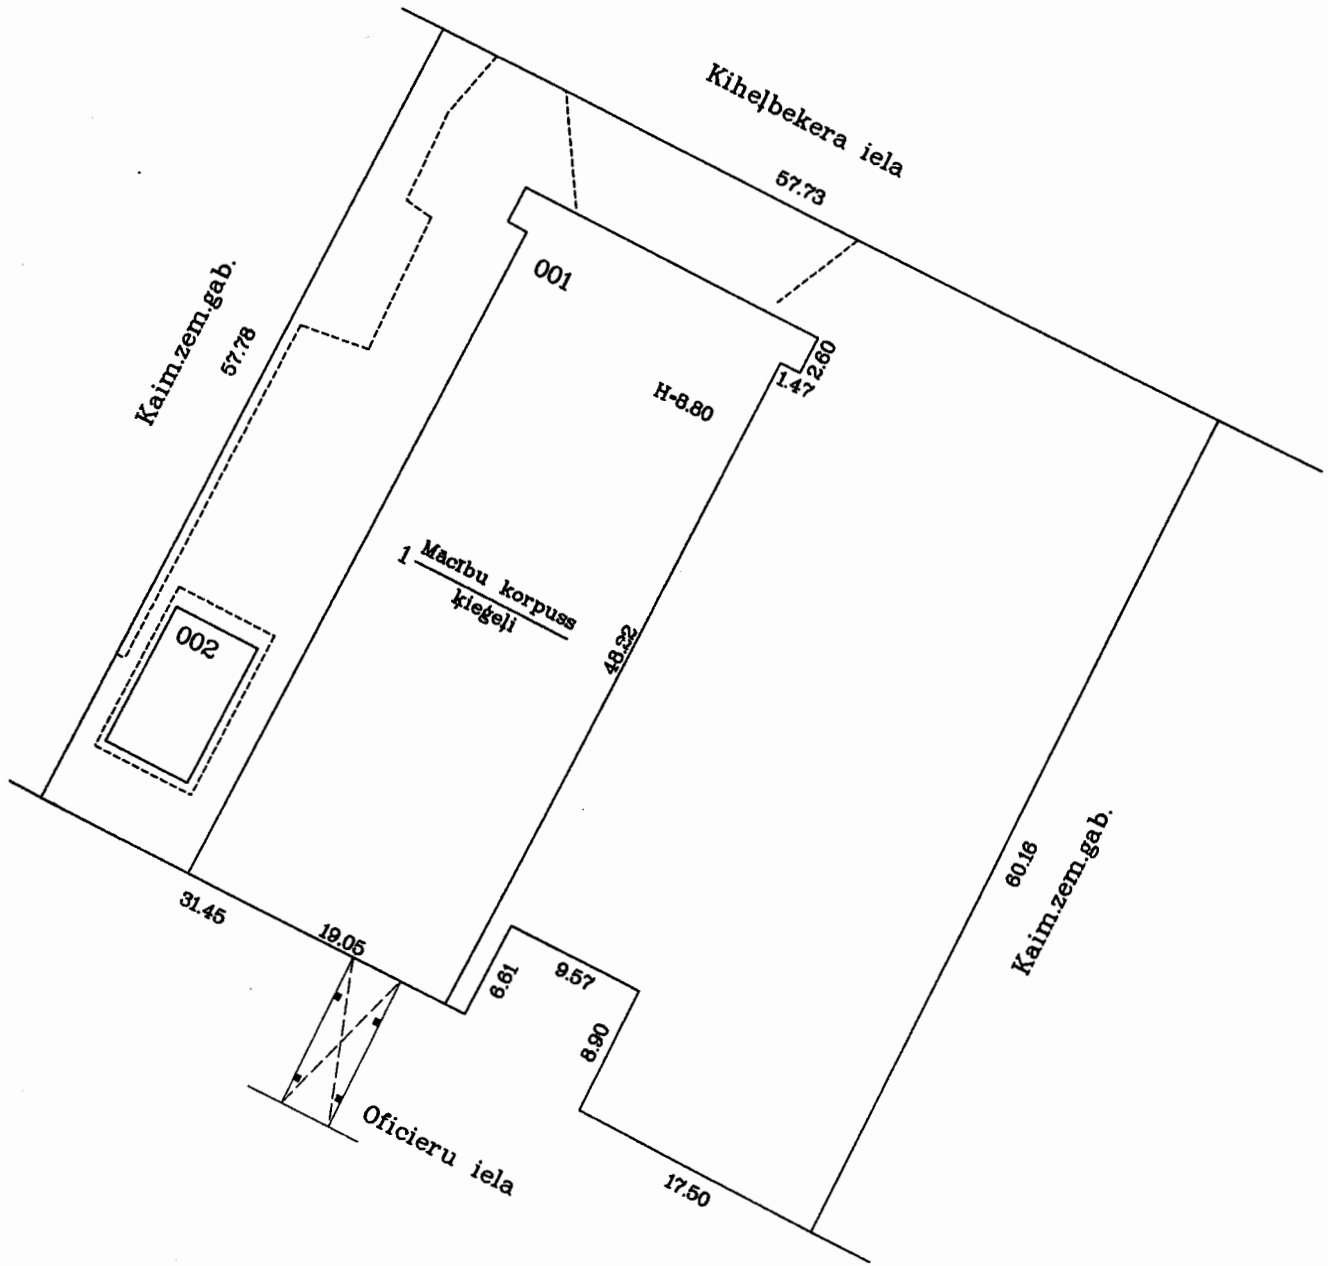 Kiheļbekera iela
57.73
Kaim.zem.gab.
57.78
001
2.60
1.47
H-8.80
1 Mācību korpuss
ķieģeļi
48.22
002
60.16
Kaim.zem.gab.
31.45
19.05
6.61
9.57
8.90
Oficieru iela
17.50